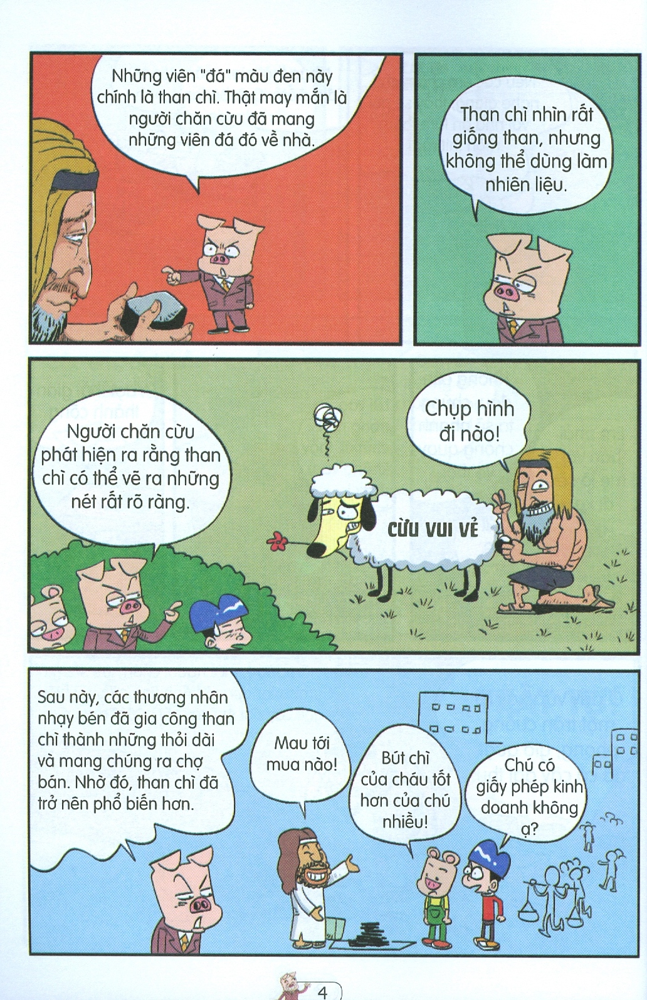 Những viên "đá" màu đen này
chính là than chì. Thật may mắn là
người chăn cừu đã mang
những viên đá đó về nhà.
Than chì nhìn rất
giống than, nhưng
không thể dùng làm
nhiên liệu.
Người chăn cừu
phát hiện ra rằng than
chì có thể vẽ ra những
nét rất rõ ràng.
Chụp hình
đi nào!
CỪU VUI VẺ
Sau này, các thương nhân
nhạy bén đã gia công than
chì thành những thỏi dài
và mang chúng ra chợ
bán. Nhờ đó, than chì đã
trở nên phổ biến hơn.
Mau tới
mua nào!
Bút chì
của cháu tốt
hơn của chú
nhiều!
Chú có
giấy phép kinh
doanh không
ạ?
4